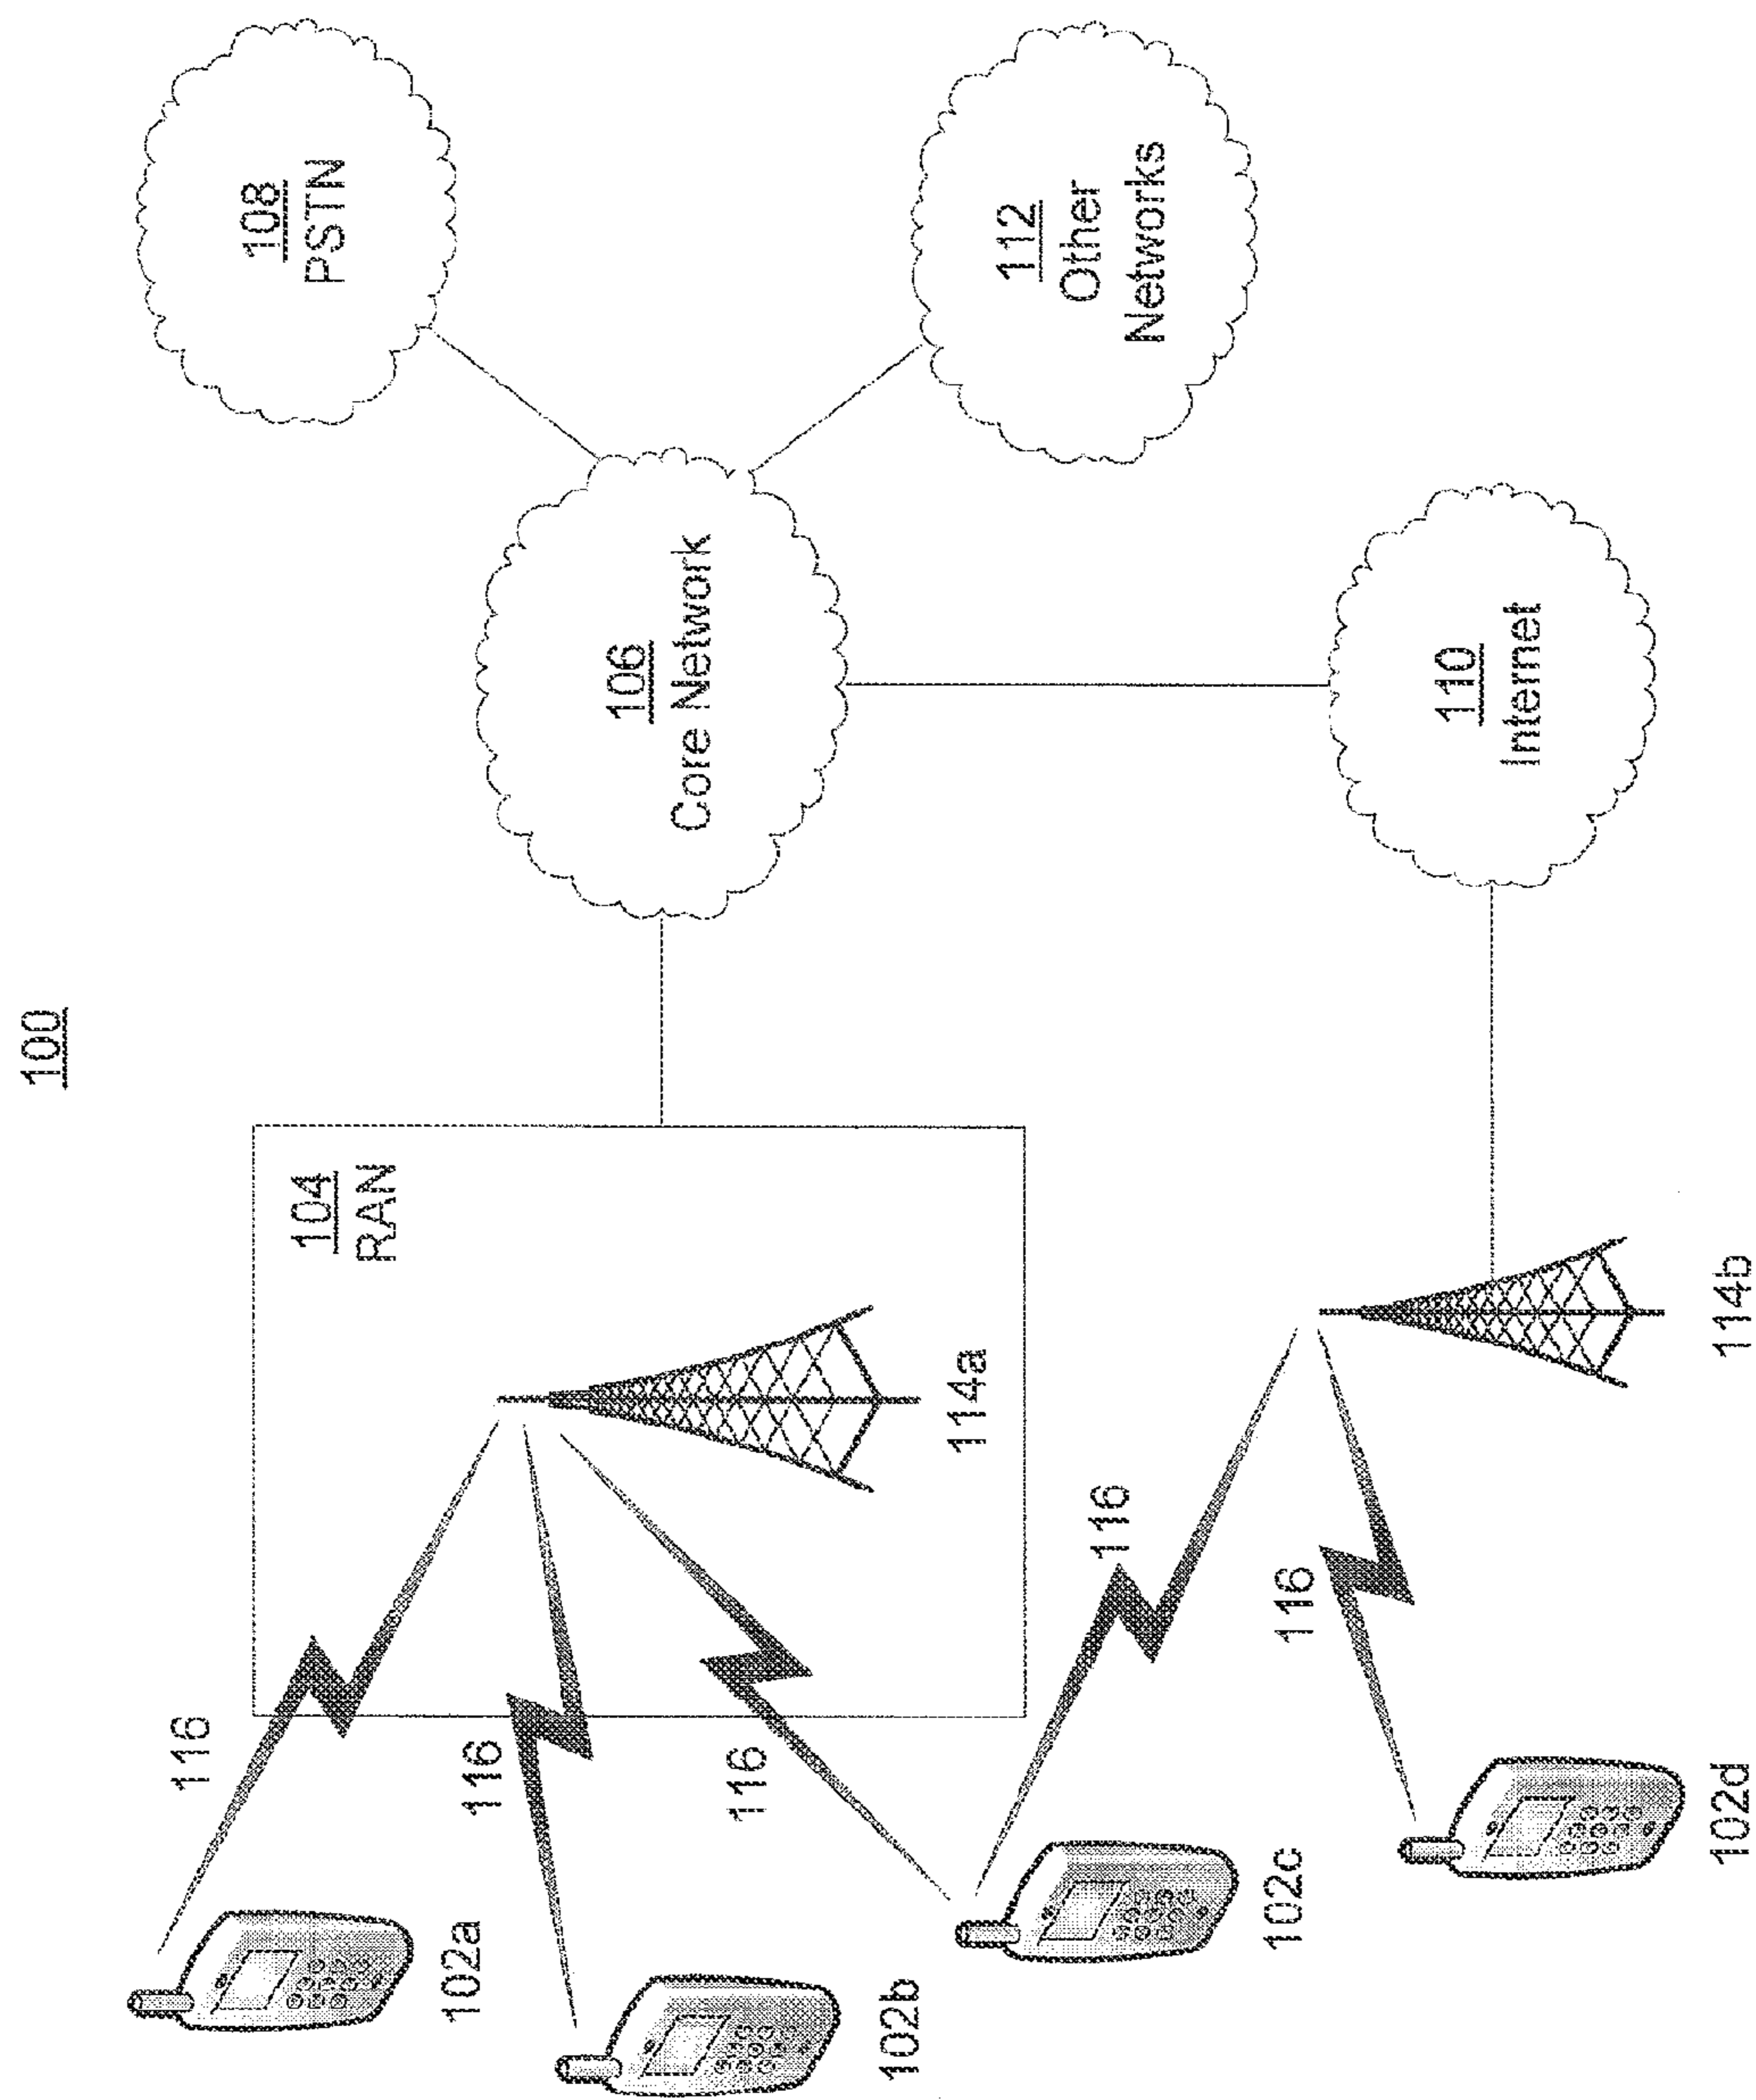 100
108
PSTN
106
Core Network
112
Other
Networks
104
RAN
110
Internet
114a
114b
116
116
116
116
116
102a
102b
102c
102d